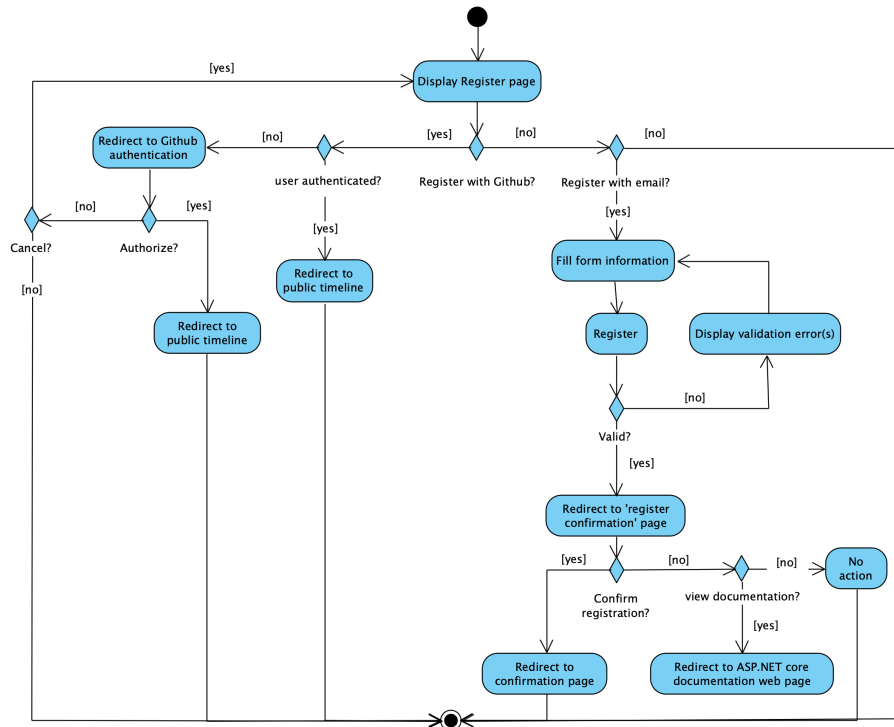 [yes]
Display Register page
[no]
[yes]
[no]
[no]
Redirect to Github
authentication
user authenticated?
Register with Github?
Register with email?
[no]
[yes]
[yes]
[yes]
Cancel?
Authorize?
Fill form information
Redirect to
public timeline
[no]
Redirect to
public timeline
Register
Display validation error(s)
[no]
Valid?
[yes]
Redirect to 'register
confirmation' page
[yes]
[no]
[no]
No
action
Confirm
registration?
view documentation?
[yes]
Redirect to
confirmation page
Redirect to ASP.NET core
documentation web page